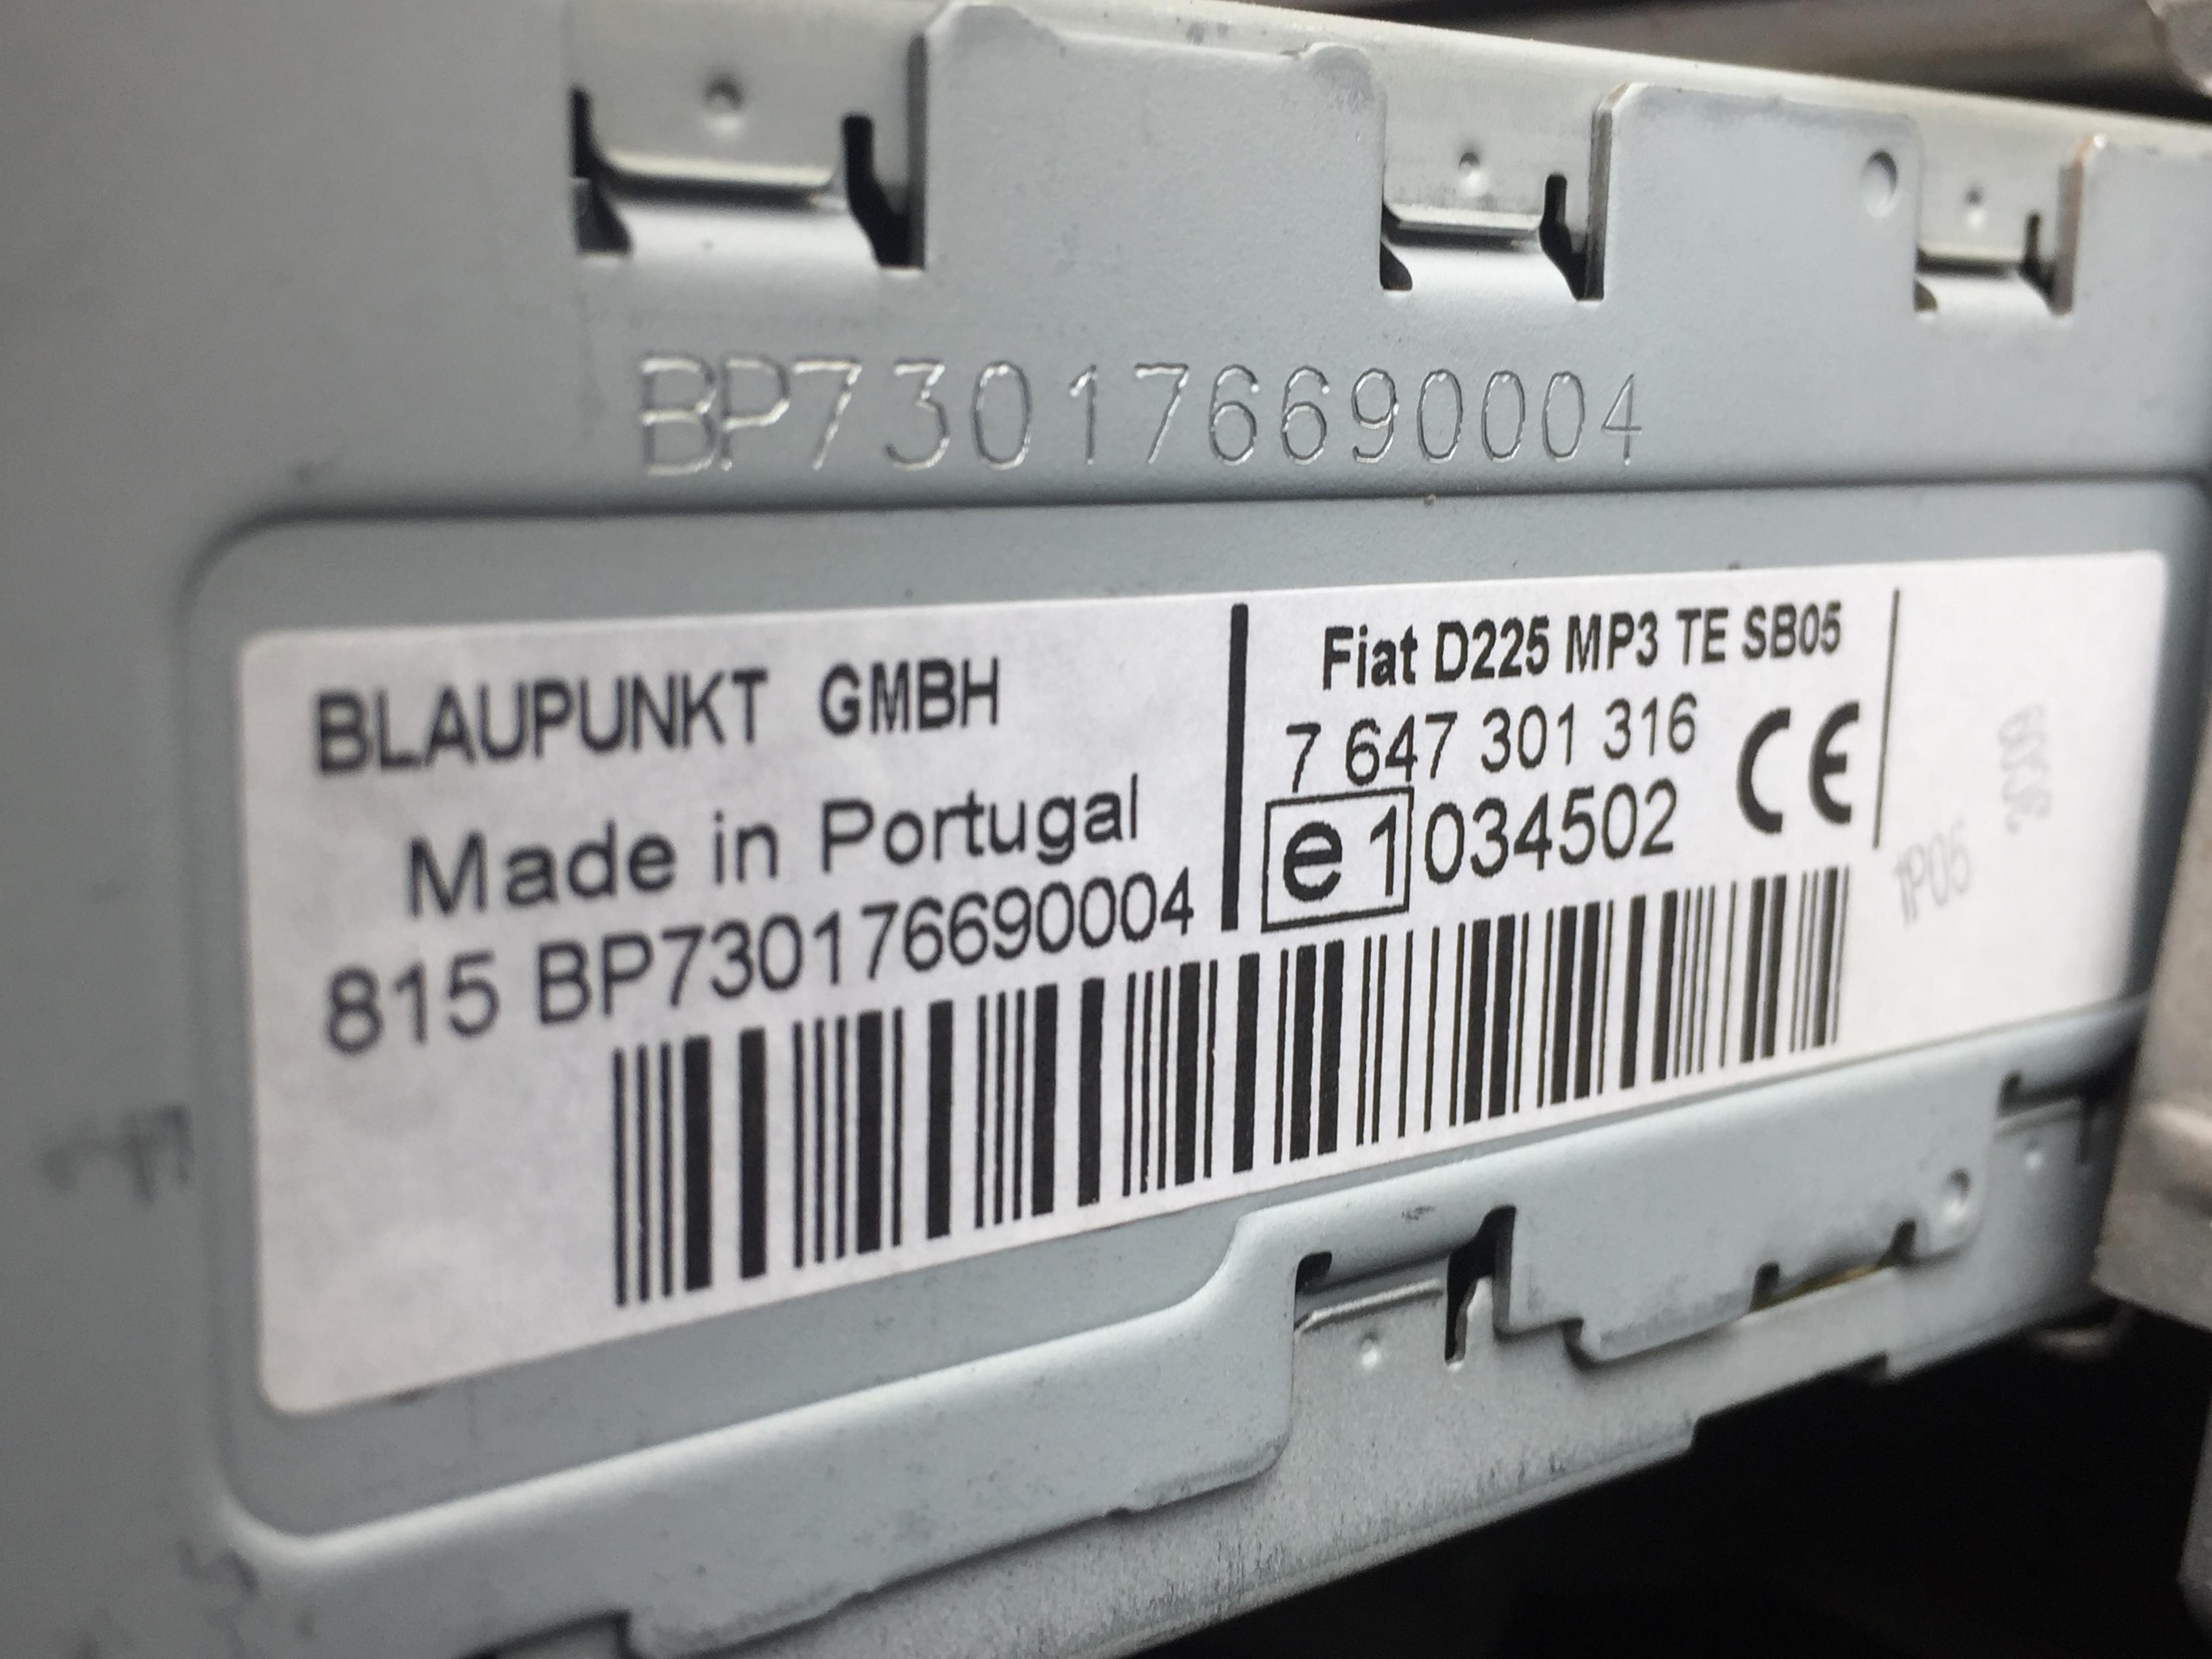 BP730176690004
BLAUPUNKT GMBH
Made in Portugal
815 BP730176690004
Fiat D225 MP3 TE SB05
7 647 301 316
CE
e1 034502
1P05